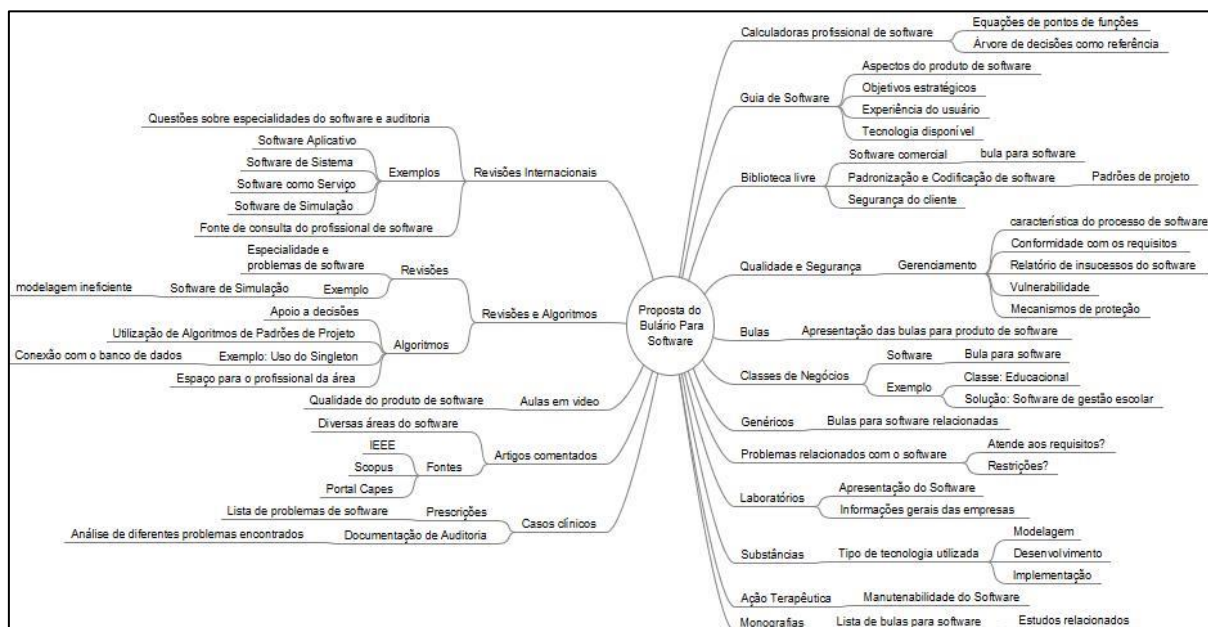 Proposta do
Bulário Para
Software
Calculadoras profissional de software
Equações de pontos de funções
Árvore de decisões como referência
Guia de Software
Aspectos do produto de software
Objetivos estratégicos
Experiência do usuário
Tecnologia disponível
Biblioteca livre
Software comercial
bula para software
Padronização e Codificação de software
Padrões de projeto
Segurança do cliente
Qualidade e Segurança
Gerenciamento
característica do processo de software
Conformidade com os requisitos
Relatório de insucessos do software
Vulnerabilidade
Mecanismos de proteção
Bulas
Apresentação das bulas para produto de software
Classes de Negócios
Software
Bula para software
Exemplo
Classe: Educacional
Solução: Software de gestão escolar
Genéricos
Bulas para software relacionadas
Problemas relacionados com o software
Atende aos requisitos?
Restrições?
Laboratórios
Apresentação do Software
Informações gerais das empresas
Substâncias
Tipo de tecnologia utilizada
Modelagem
Desenvolvimento
Implementação
Ação Terapêutica
Manutenabilidade do Software
Monografias
Lista de bulas para software
Estudos relacionados
Revisões Internacionais
Questões sobre especialidades do software e auditoria
Exemplos
Software Aplicativo
Software de Sistema
Software como Serviço
Software de Simulação
Fonte de consulta do profissional de software
Revisões e Algoritmos
Revisões
Especialidade e
problemas de software
Exemplo
Software de Simulação
modelagem ineficiente
Algoritmos
Apoio a decisões
Utilização de Algoritmos de Padrões de Projeto
Exemplo: Uso do Singleton
Conexão com o banco de dados
Espaço para o profissional da área
Aulas em video
Qualidade do produto de software
Artigos comentados
Diversas áreas do software
Fontes
IEEE
Scopus
Portal Capes
Casos clínicos
Prescrições
Lista de problemas de software
Documentação de Auditoria
Análise de diferentes problemas encontrados